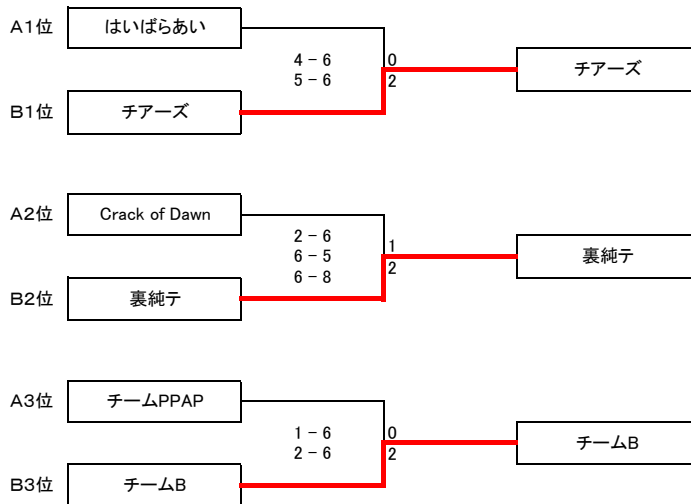 A1位 はいばらあい
4 - 6 0 チアーズ
5 - 6 2
B1位 チアーズ
A2位 Crack of Dawn
2 - 6 1
6 - 5 裏純テ
6 - 8 2
B2位 裏純テ
A3位 チームPPAP
1 - 6 0 チームB
2 - 6 2
B3位 チームB